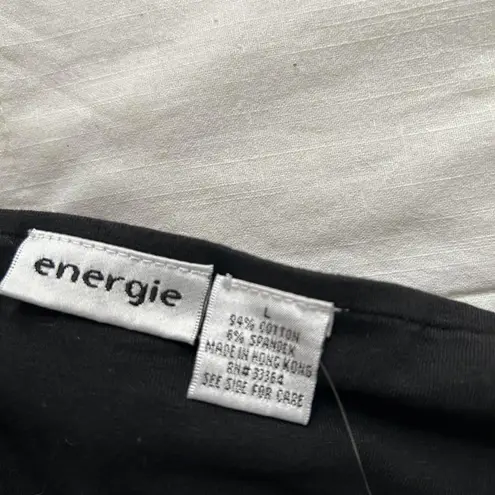 energie
L
94% COTTON
6% SPANDEX
MADE IN HONG KONG
RN# 33364
SEE SIDE FOR CARE